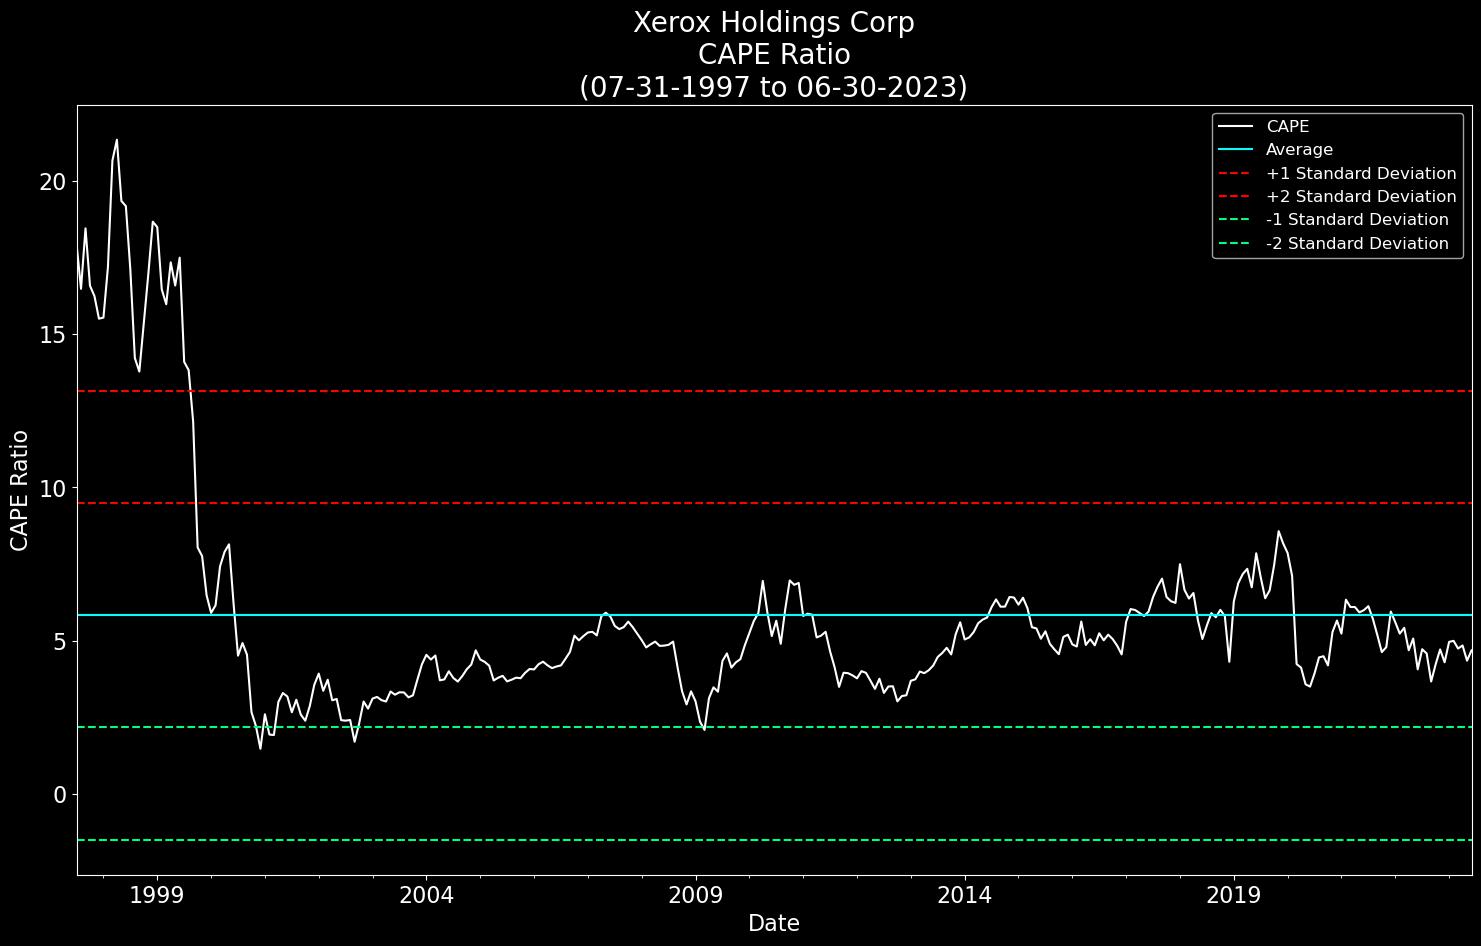 Xerox Holdings Corp
CAPE Ratio
(07-31-1997 to 06-30-2023)
CAPE
Average
+1 Standard Deviation
+2 Standard Deviation
-1 Standard Deviation
-2 Standard Deviation
20
15
10
5
0
CAPE Ratio
1999 2004 2009 2014 2019
Date